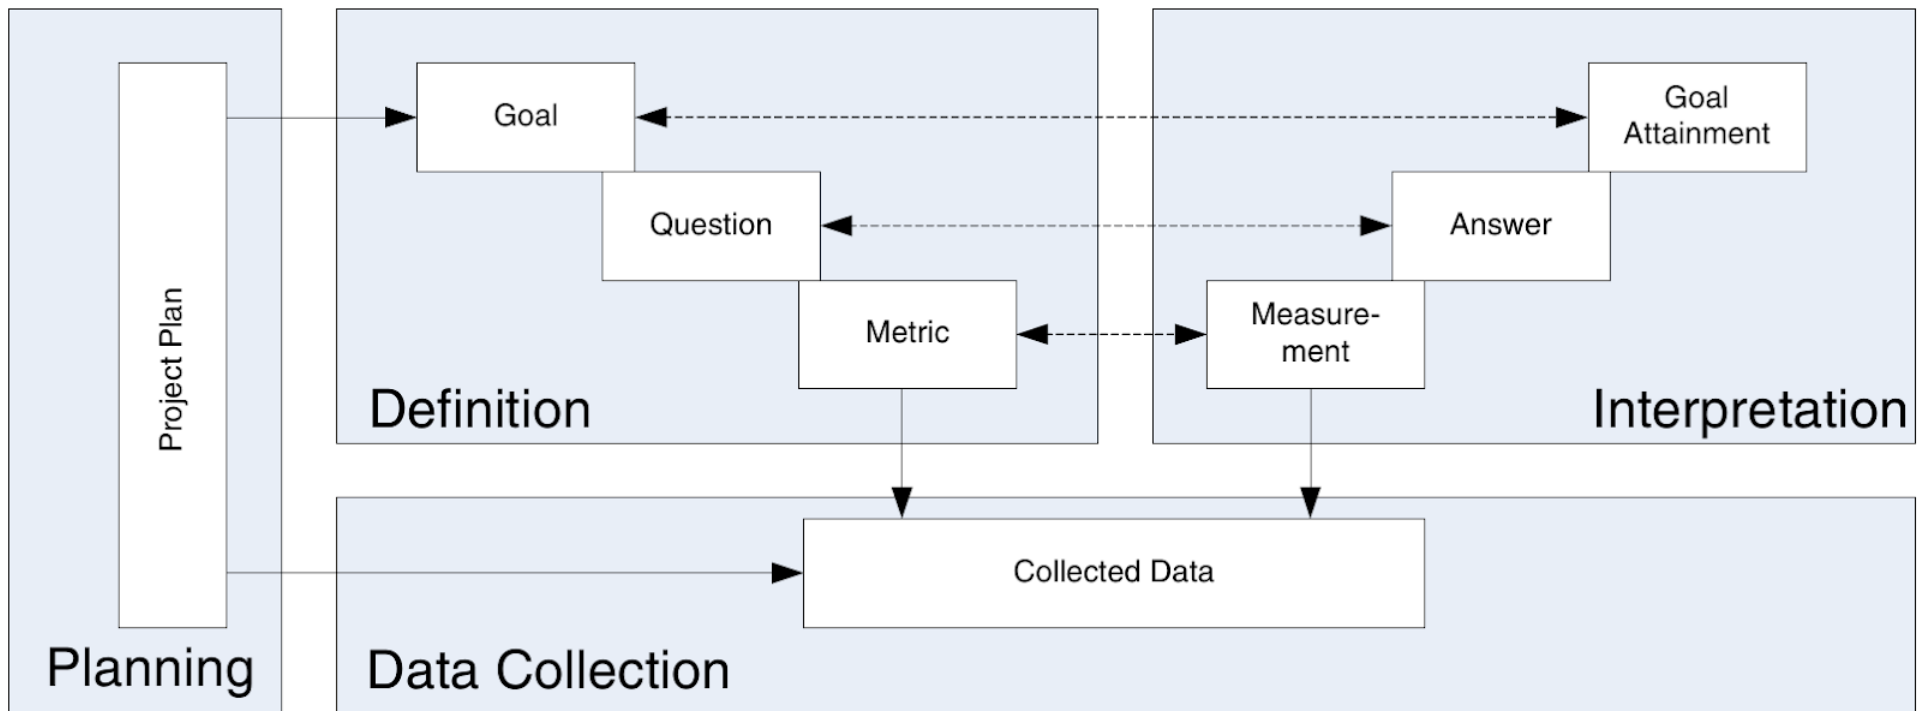 Goal
Goal
Attainment
Question
Answer
Metric
Measure-
ment
Project Plan
Definition
Interpretation
Collected Data
Planning
Data Collection